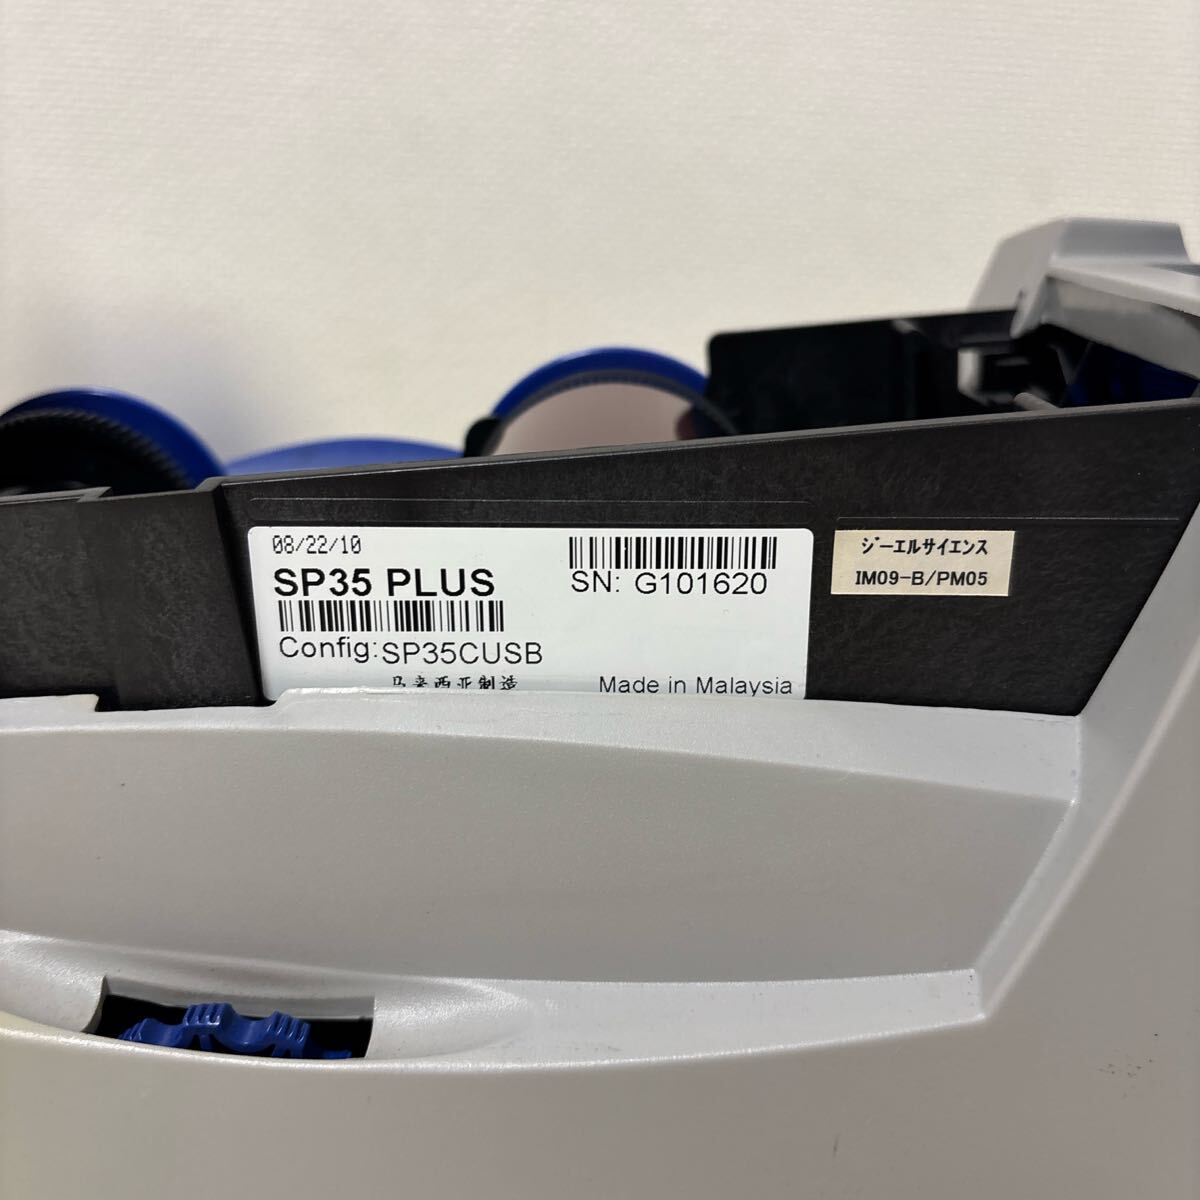 08/22/10
SP35 PLUS
SN: G101620
Config:SP35CUSB
马来西亚制造
Made in Malaysia
ジーエルサイエンス
IM09-B/PM05